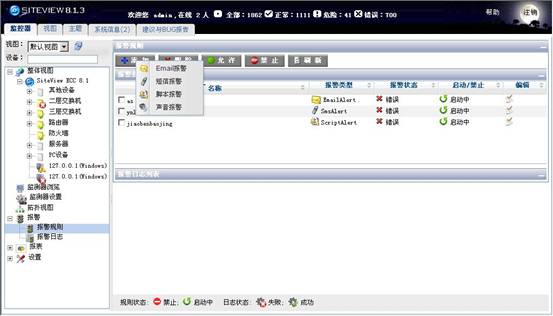 SITEVIEW 8.1.3
欢迎您 admin,在线 2 人 全部:1862 正常:1111 危险:41 错误:700
帮助 注销
监控器 视图 主题 系统信息(2) 建议与BUG报告
视图: 默认视图
设备:
整体视图
SiteView ECC 8.1
其他设备
二层交换机
三层交换机
路由器
防火墙
服务器
PC设备
127.0.0.1(Windows)
127.0.0.1(Windows)
监测器浏览
监测器设置
拓扑视图
报警
报警规则
报警日志
报表
设置
报警规则
添加 删除 允许 禁止 刷新
Email报警
短信报警
脚本报警
声音报警
名称 报警类型 报警状态 启动/禁止 编辑
EmailAlert 错误 启动中
SmsAlert 错误 启动中
jiaobenbaojing ScriptAlert 错误 启动中
报警日志列表
规则状态: 禁止; 启动中 日志状态: 失败; 成功